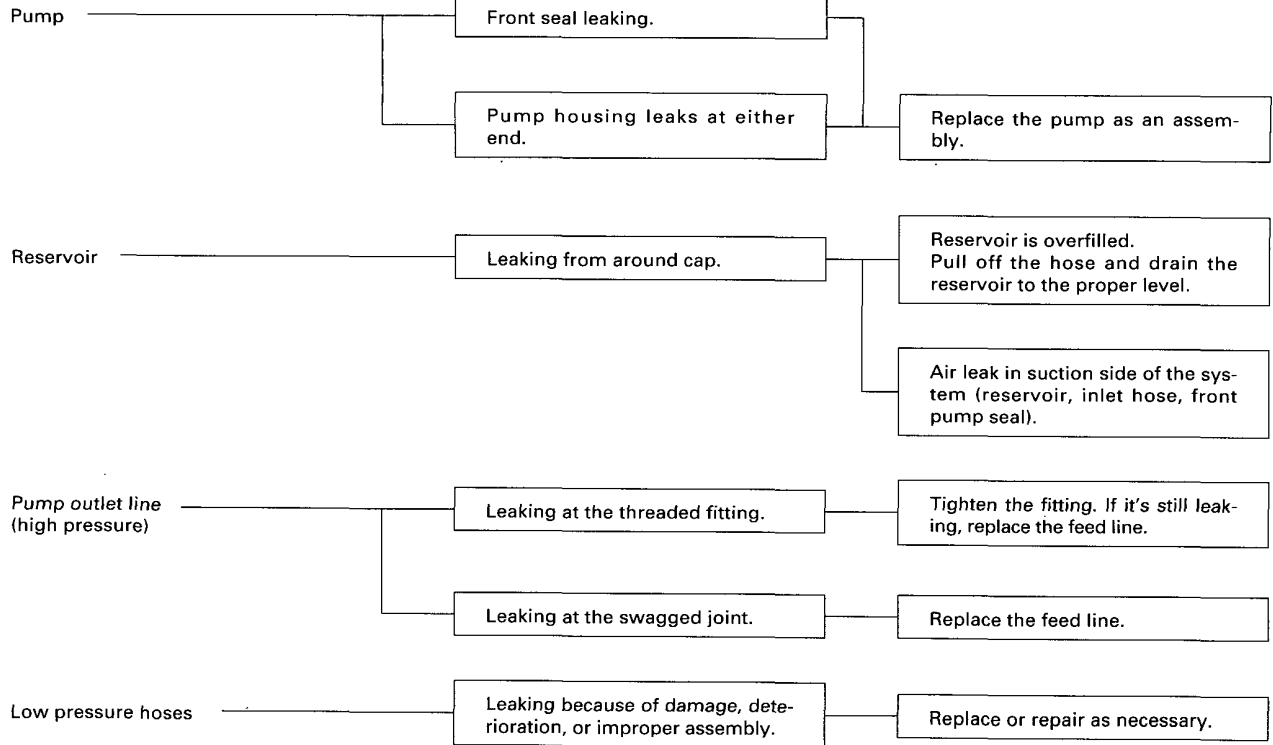 Pump
Front seal leaking.
Pump housing leaks at either
end.
Replace the pump as an assem-
bly.
Reservoir
Leaking from around cap.
Reservoir is overfilled.
Pull off the hose and drain the
reservoir to the proper level.
Air leak in suction side of the sys-
tem (reservoir, inlet hose, front
pump seal).
Pump outlet line
(high pressure)
Leaking at the threaded fitting.
Tighten the fitting. If it's still leak-
ing, replace the feed line.
Leaking at the swagged joint.
Replace the feed line.
Low pressure hoses
Leaking because of damage, dete-
rioration, or improper assembly.
Replace or repair as necessary.